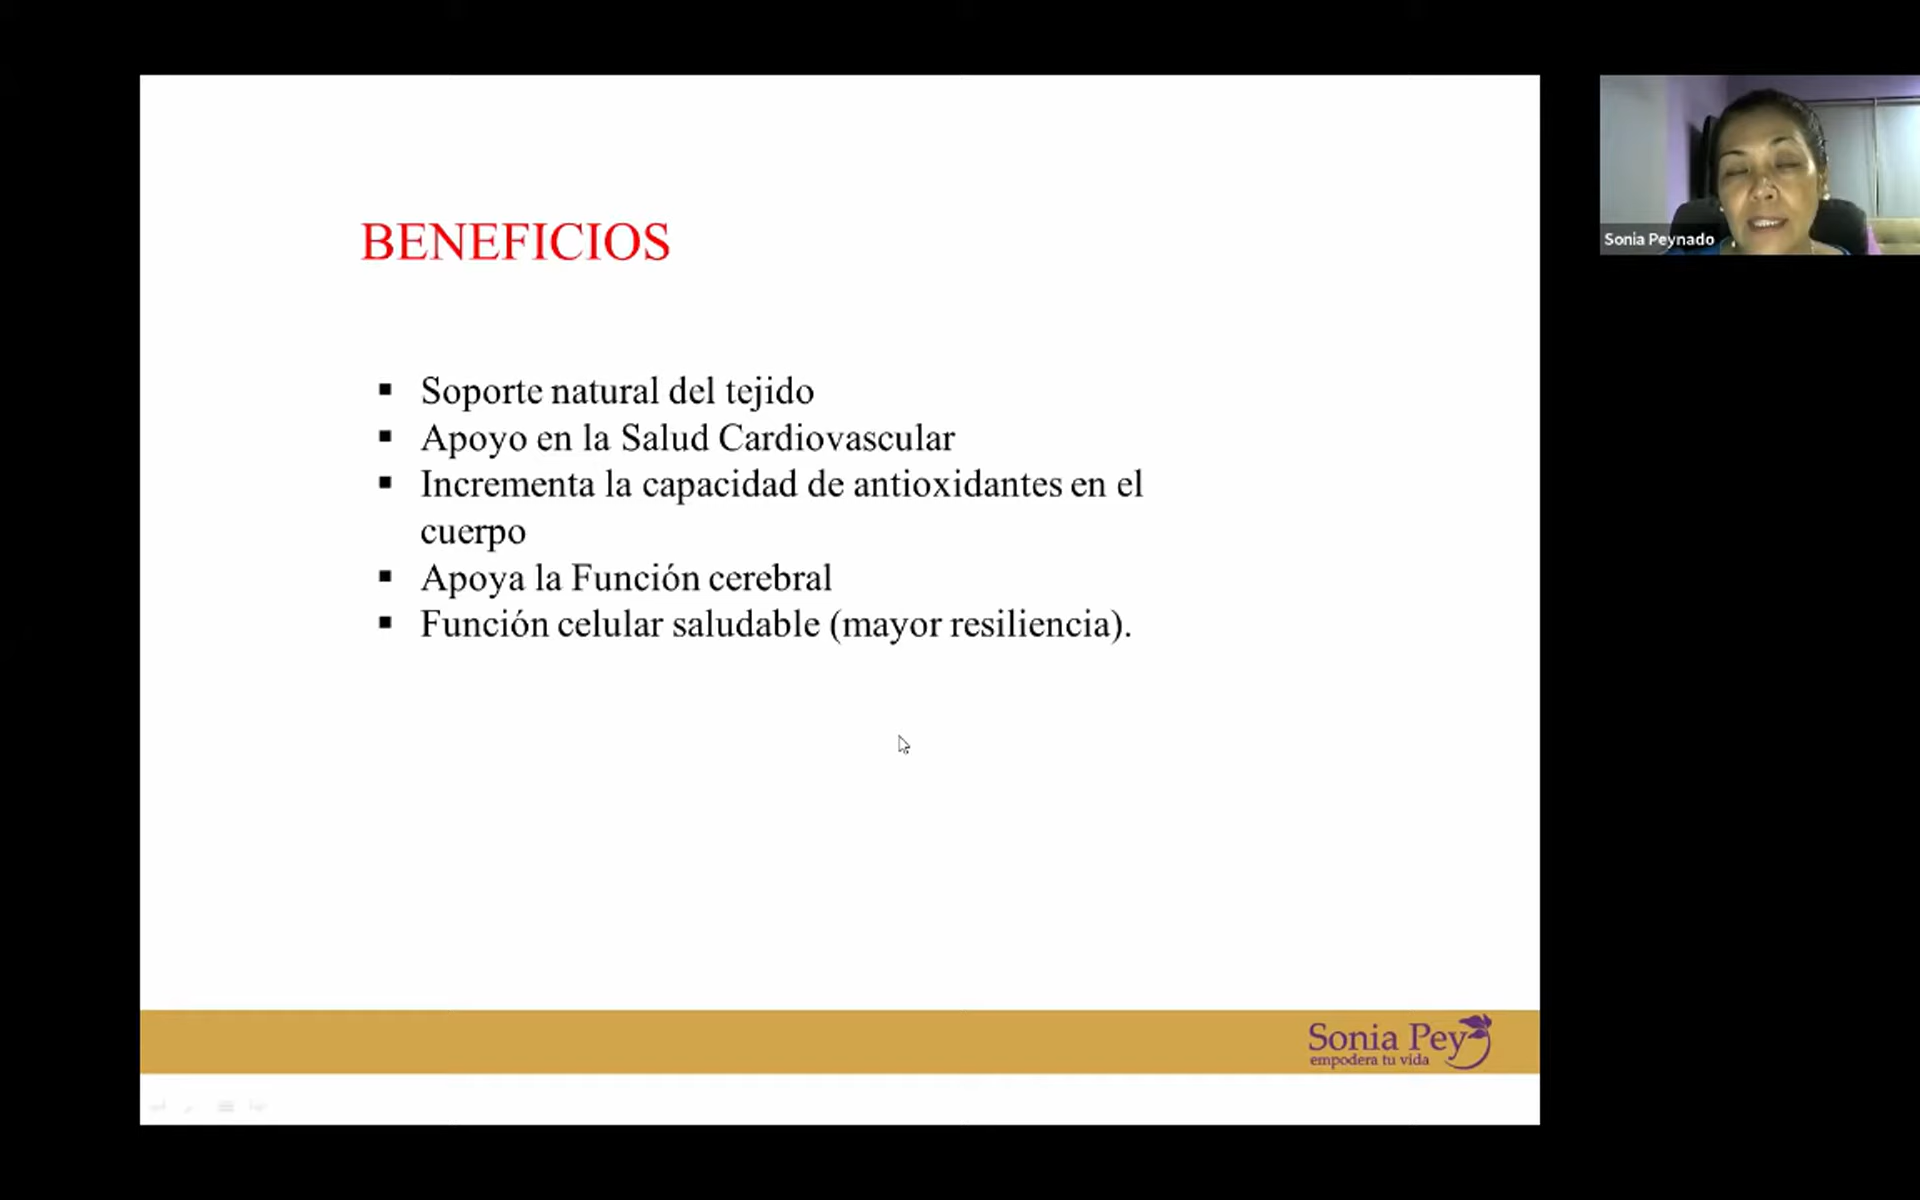 BENEFICIOS
Soporte natural del tejido
Apoyo en la Salud Cardiovascular
Incrementa la capacidad de antioxidantes en el
cuerpo
Apoya la Función cerebral
Función celular saludable (mayor resiliencia).
Sonia Peynado
Sonia Pey
empodera tu vida